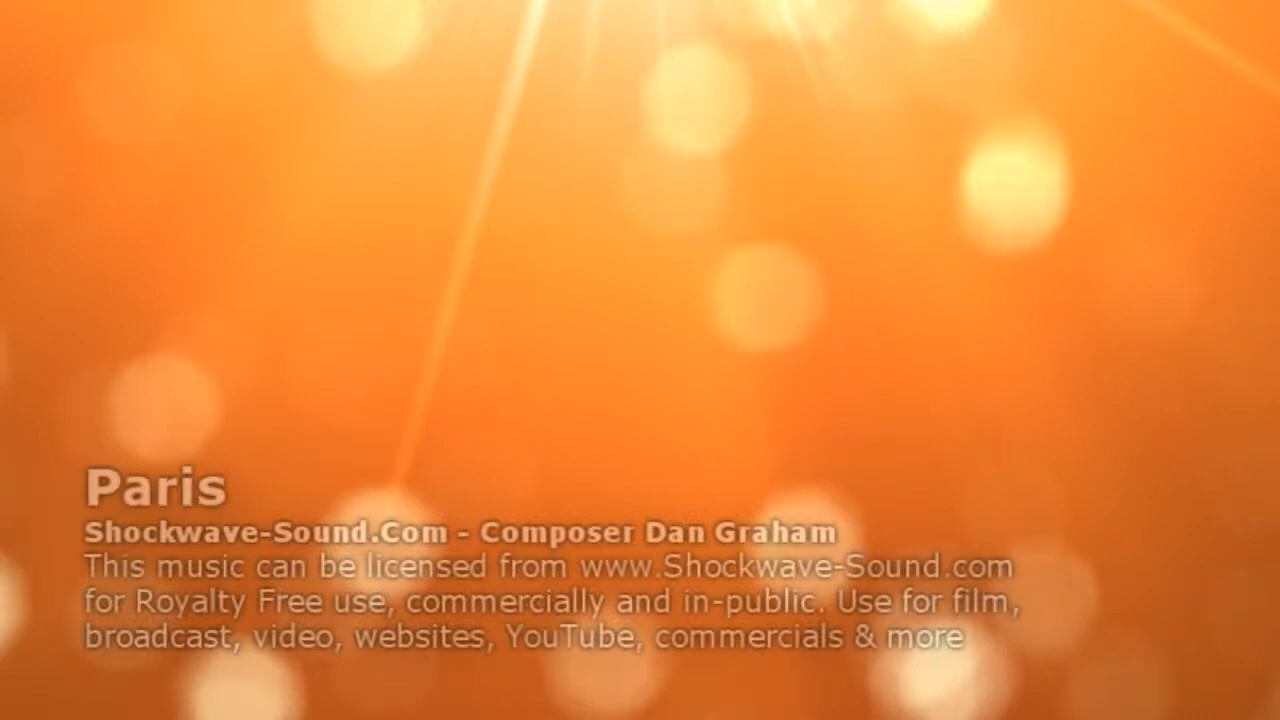 Paris
Shockwave-Sound.Com - Composer Dan Graham
This music can be licensed from www.Shockwave-Sound.com
for Royalty Free use, commercially and in-public. Use for film,
broadcast, video, websites, YouTube, commercials & more